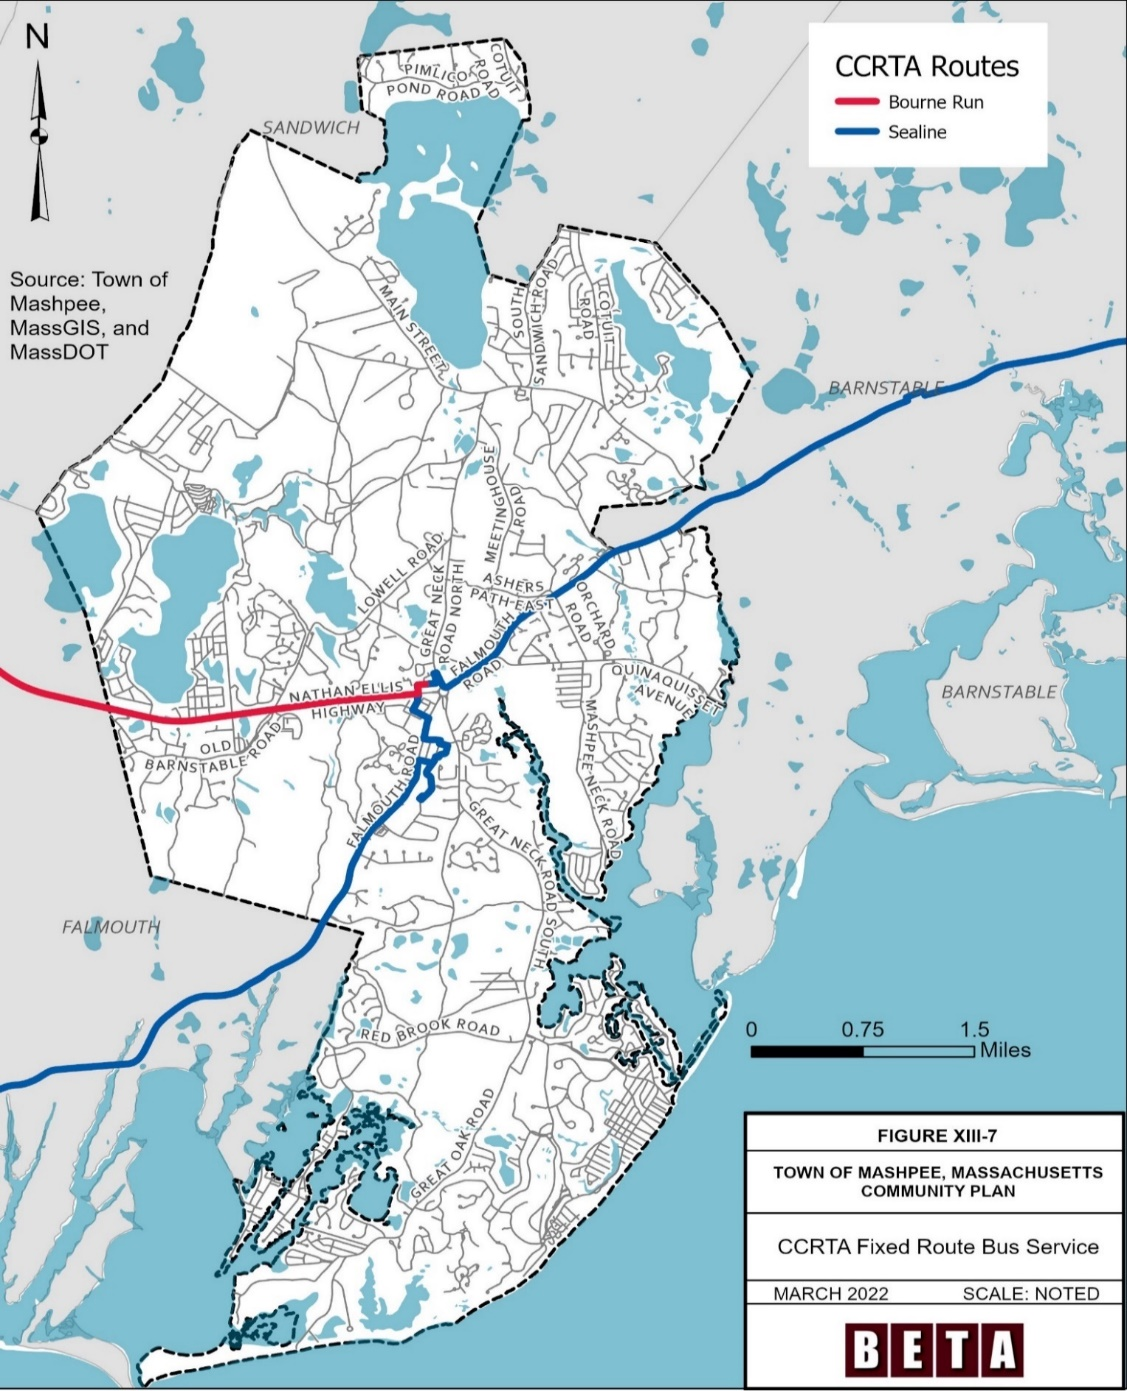 N
CCRTA Routes
Bourne Run
Sealine
Source: Town of
Mashpee,
MassGIS, and
MassDOT
SANDWICH
PIMLICO
POND ROAD
COTUIT
ROAD
MAIN STREET
SOUTH
SANDWICH ROAD
COTUIT
ROAD
BARNSTABLE
MEETINGHOUSE
ROAD
LOWELL ROAD
GREAT NECK
ROAD NORTH
ASHERS
PATH EAST
ORCHARD
ROAD
FALMOUTH
ROAD
QUINAQUISSET
AVENUE
NATHAN ELLIS
HIGHWAY
BARNSTABLE
OLD
BARNSTABLE ROAD
FALMOUTH ROAD
MASHPEE NECK ROAD
GREAT NECK ROAD SOUTH
FALMOUTH
RED BROOK ROAD
GREAT OAK ROAD
0 0.75 1.5
Miles
FIGURE XIII-7
TOWN OF MASHPEE, MASSACHUSETTS
COMMUNITY PLAN
CCRTA Fixed Route Bus Service
MARCH 2022 SCALE: NOTED
BETA